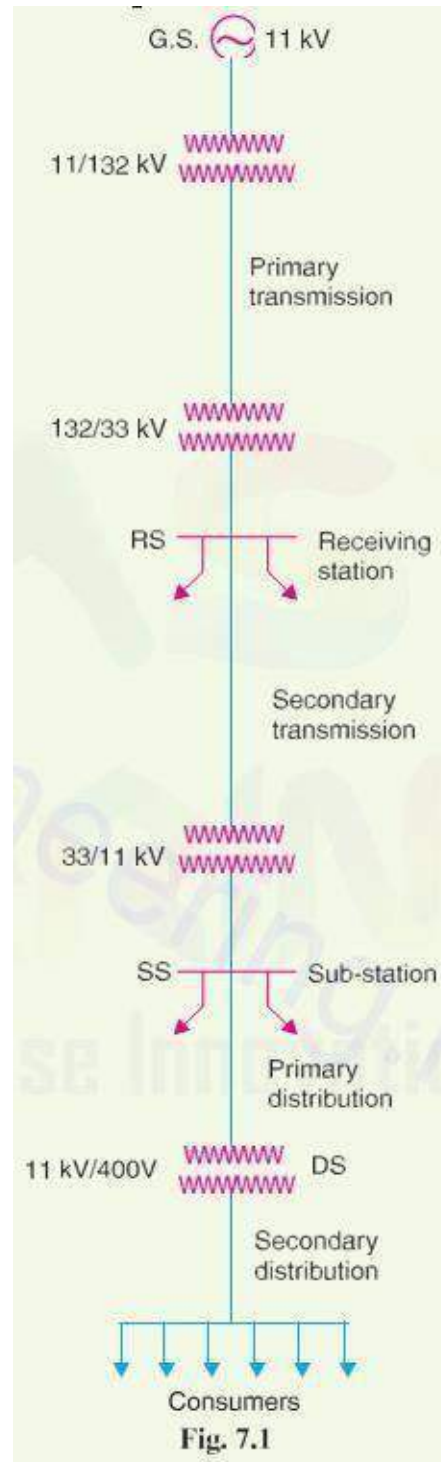 G.S. 11 kV
11/132 kV
Primary
transmission
132/33 kV
RS Receiving
station
Secondary
transmission
33/11 kV
SS Sub-station
Primary
distribution
11 kV/400V DS
Secondary
distribution
Consumers
Fig. 7.1